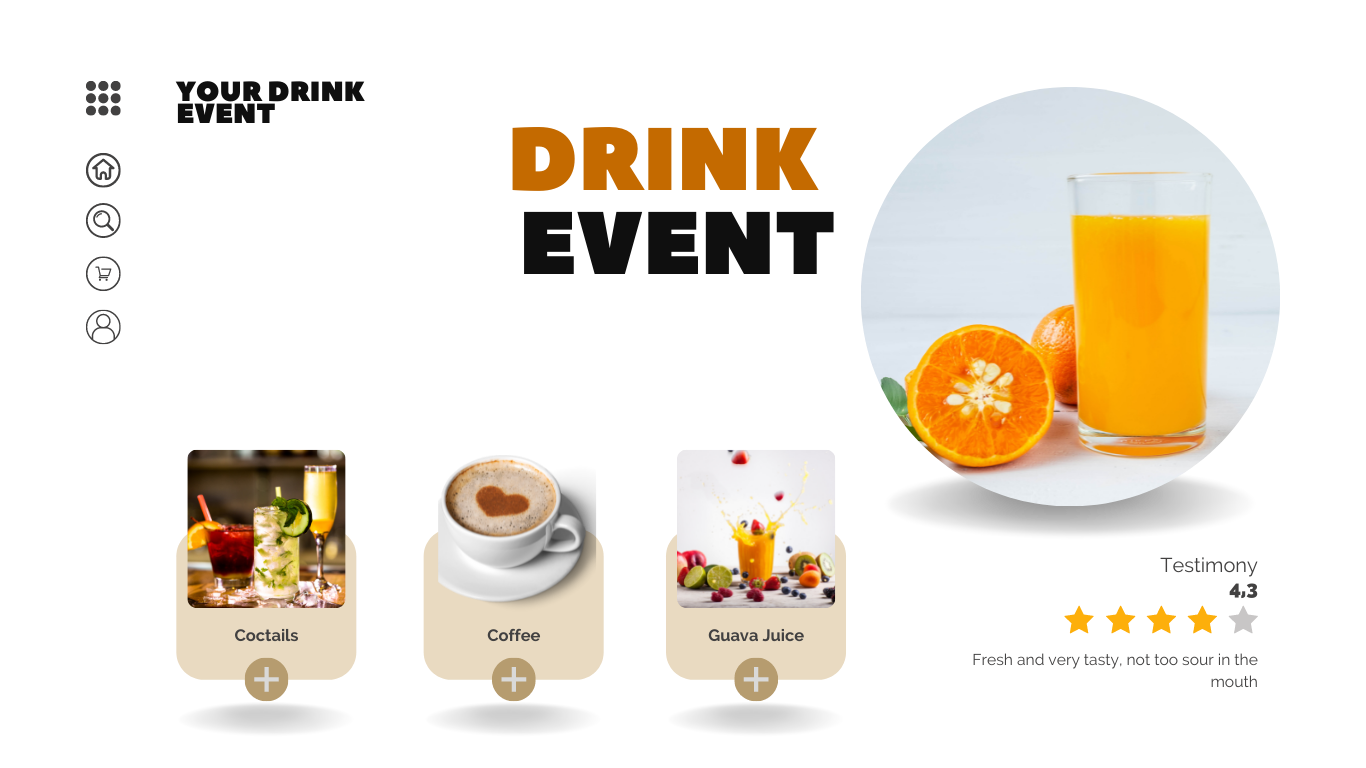 YOUR DRINK
EVENT
DRINK
EVENT
Coctails
Coffee
Guava Juice
Testimony
4,3
Fresh and very tasty, not too sour in the
mouth